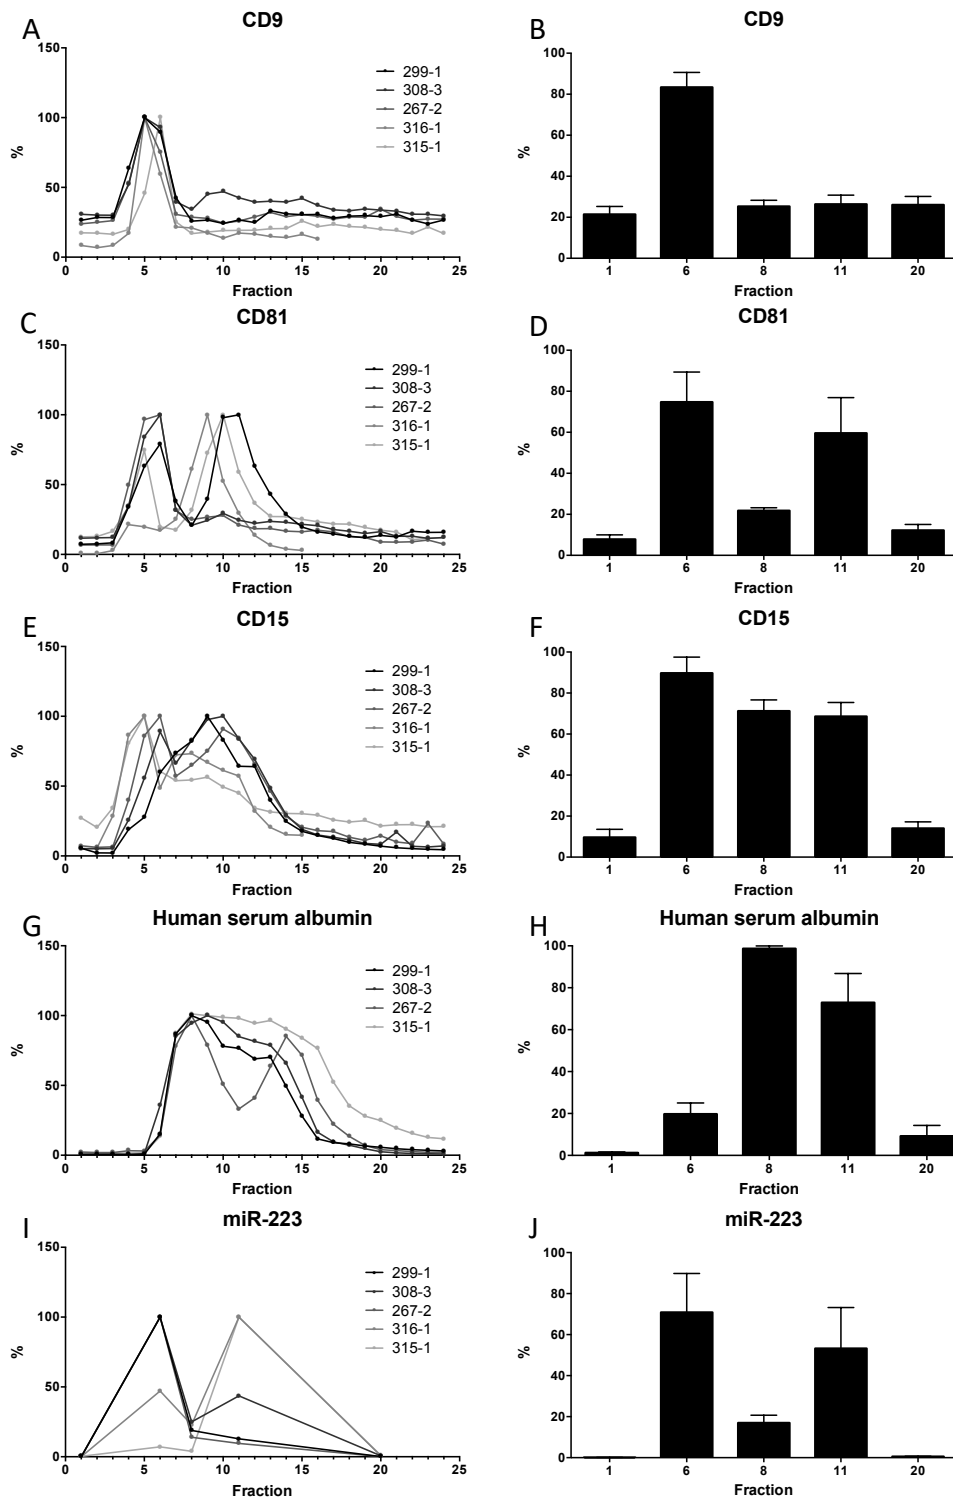 A
CD9
150
100
50
0
%
0 5 10 15 20 25
Fraction
299-1
308-3
267-2
316-1
315-1
B
CD9
100
80
60
40
20
0
%
1 6 8 11 20
Fraction
C
CD81
150
100
50
0
%
0 5 10 15 20 25
Fraction
299-1
308-3
267-2
316-1
315-1
D
CD81
100
80
60
40
20
0
%
1 6 8 11 20
Fraction
E
CD15
150
100
50
0
%
0 5 10 15 20 25
Fraction
299-1
308-3
267-2
316-1
315-1
F
CD15
100
80
60
40
20
0
%
1 6 8 11 20
Fraction
G
Human serum albumin
150
100
50
0
%
0 5 10 15 20 25
Fraction
299-1
308-3
267-2
315-1
H
Human serum albumin
100
80
60
40
20
0
%
1 6 8 11 20
Fraction
I
miR-223
150
100
50
0
%
0 5 10 15 20 25
Fraction
299-1
308-3
267-2
316-1
315-1
J
miR-223
100
80
60
40
20
0
%
1 6 8 11 20
Fraction